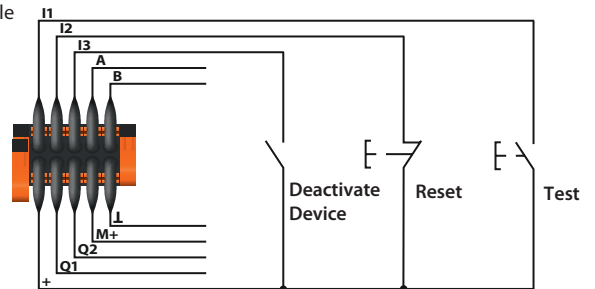 le
I1
I2
I3
A
B
Deactivate
Device
Reset
Test
⊥
M+
Q2
Q1
+